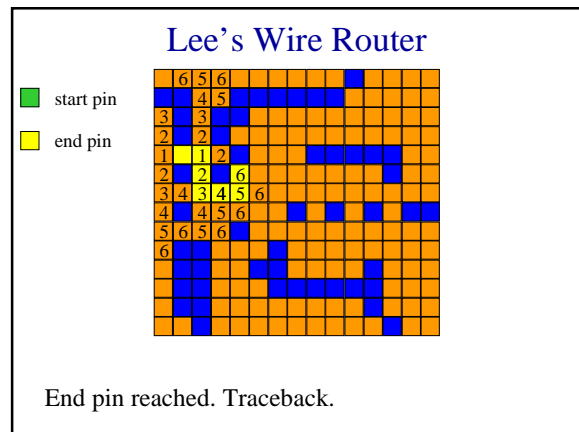 Lee's Wire Router
start pin
end pin
6 5 6
4 5
3 3
2 2
1 1 2
2 2 6
3 4 3 4 5 6
4 4 5 6
5 6 5 6
6
End pin reached. Traceback.